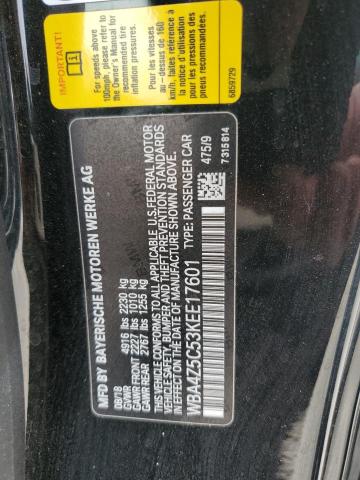 IMPORTANT!
For speeds above
100mph, please see
the Owner's Manual for
recommended tire
inflation pressures.
Pour les vitesses
au-dessus de 160
km/h, faites référence à
la notice d'utilisation
pneus recommandées.
6859729
MFD BY BAYERISCHE MOTOREN WERKE AG
08/18
GVWR 4916 lbs 2230 kg
GAWR FRONT 2227 lbs 1010 kg
GAWR REAR 2767 lbs 1255 kg
THIS VEHICLE CONFORMS TO ALL APPLICABLE U.S. FEDERAL MOTOR
VEHICLE SAFETY, BUMPER AND THEFT PREVENTION STANDARDS
IN EFFECT ON THE DATE OF MANUFACTURE SHOWN ABOVE.
WBA4Z5C53KEE17601 TYPE: PASSENGER CAR
475/9
7 315 814